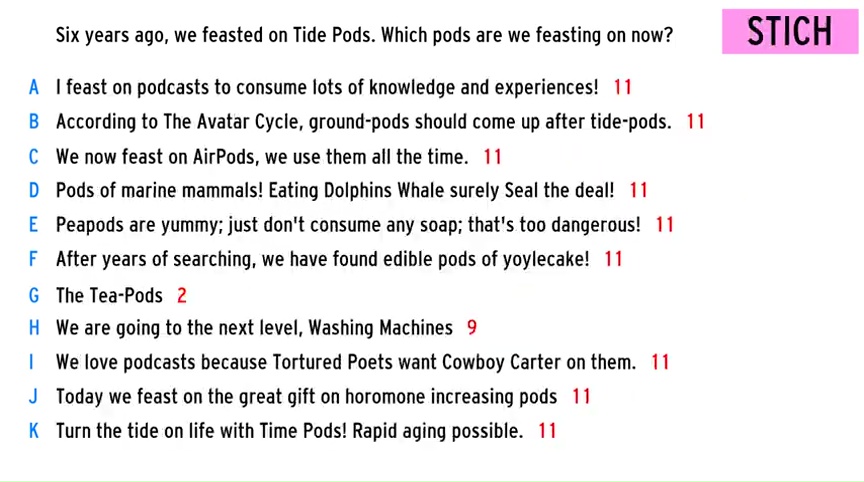 Six years ago, we feasted on Tide Pods. Which pods are we feasting on now?
STICH
A I feast on podcasts to consume lots of knowledge and experiences! 11
B According to The Avatar Cycle, ground-pods should come up after tide-pods. 11
C We now feast on AirPods, we use them all the time. 11
D Pods of marine mammals! Eating Dolphins Whale surely Seal the deal! 11
E Peapods are yummy; just don't consume any soap; that's too dangerous! 11
F After years of searching, we have found edible pods of yoylecake! 11
G The Tea-Pods 2
H We are going to the next level, Washing Machines 9
I We love podcasts because Tortured Poets want Cowboy Carter on them. 11
J Today we feast on the great gift on horomone increasing pods 11
K Turn the tide on life with Time Pods! Rapid aging possible. 11